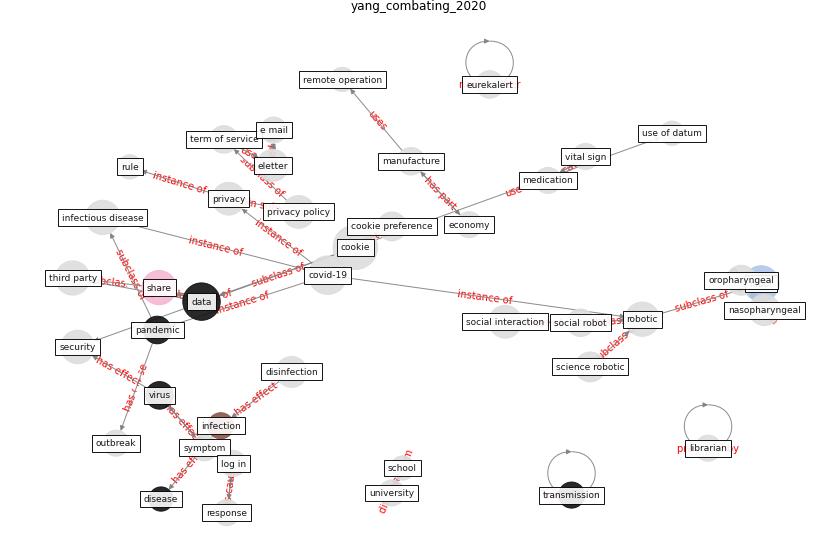 yang_combating_2020
eurekalert
remote operation
uses
e mail
term of service
use of datum
vital sign
manufacture
eletter
rule
medication
instance of
has part
privacy
privacy policy
infectious disease
cookie preference
economy
instance of
cookie
instance of
covid-19
third party
share
subclass of
oropharyngeal
data
instance of
instance of
subclass of
nasopharyngeal
pandemic
social interaction
social robot
robotic
security
science robotic
has effect
disinfection
virus
has effect
infection
outbreak
symptom
librarian
log in
school
university
disease
transmission
response